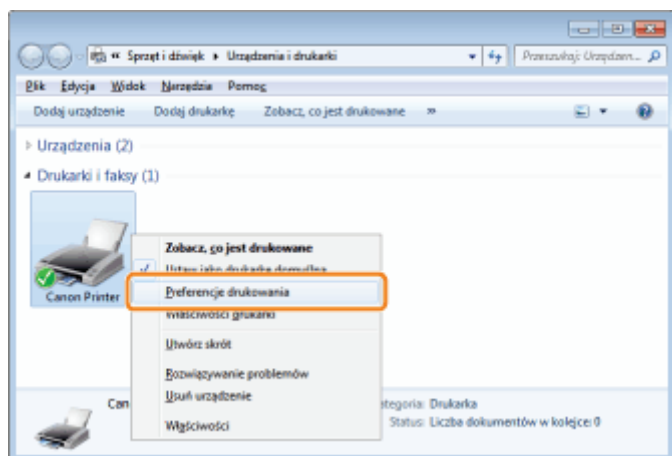 « Sprzęt i dźwięk ▸ Urządzenia i drukarki
Przeszukaj: Urządzen...
Plik Edycja Widok Narzędzia Pomoc
Dodaj urządzenie Dodaj drukarkę Zobacz, co jest drukowane »
Urządzenia (2)
Drukarki i faksy (1)
Canon Printer
Zobacz, co jest drukowane
Ustaw jako drukarkę domyślną
Preferencje drukowania
Właściwości drukarki
Utwórz skrót
Rozwiązywanie problemów
Usuń urządzenie
Właściwości
Can
ategoria: Drukarka
Status: Liczba dokumentów w kolejce: 0